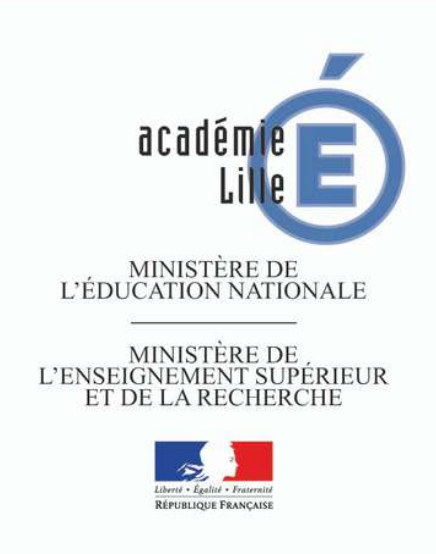 académie
Lille
É
MINISTÈRE DE
L'ÉDUCATION NATIONALE
MINISTÈRE DE
L'ENSEIGNEMENT SUPÉRIEUR
ET DE LA RECHERCHE
Liberté • Égalité • Fraternité
RÉPUBLIQUE FRANÇAISE